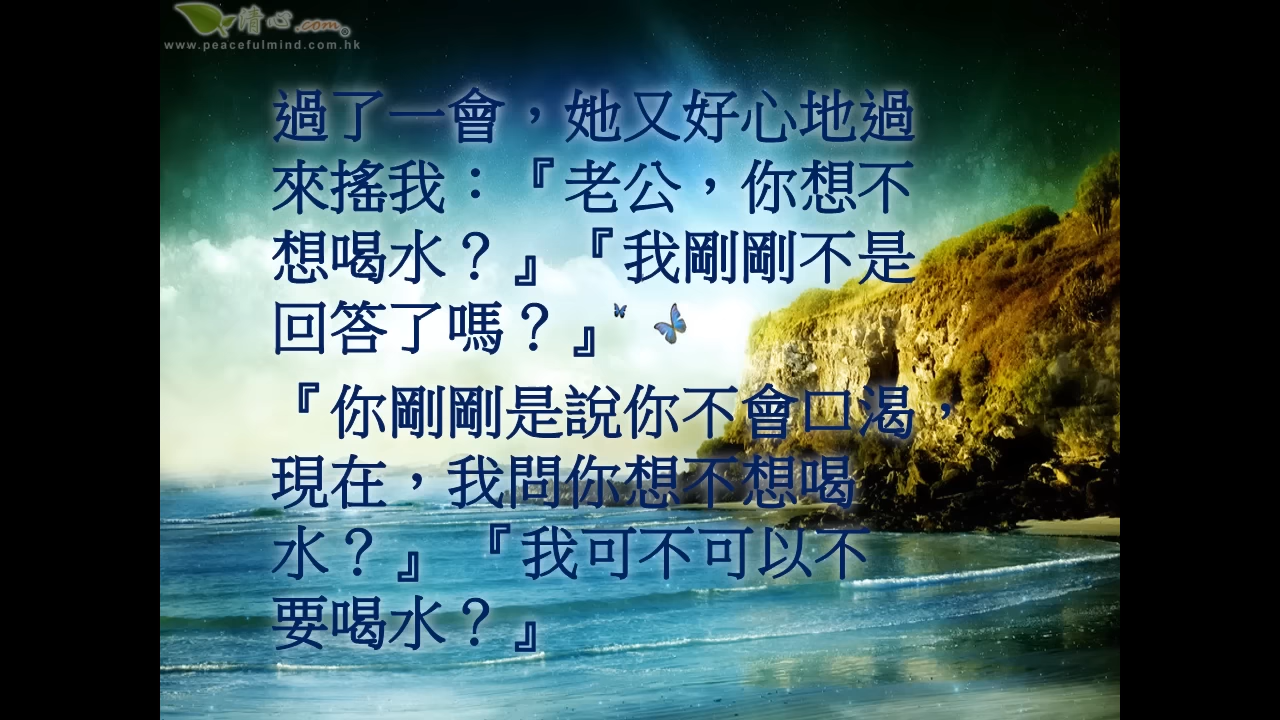 清心.com
www.peacefulmind.com.hk
過了一會，她又好心地過
來搖我：『老公，你想不
想喝水？』『我剛剛不是
回答了嗎？』
『你剛剛是說你不會口渴，
現在，我問你想不想喝
水？』 『我可不可以不
要喝水？』